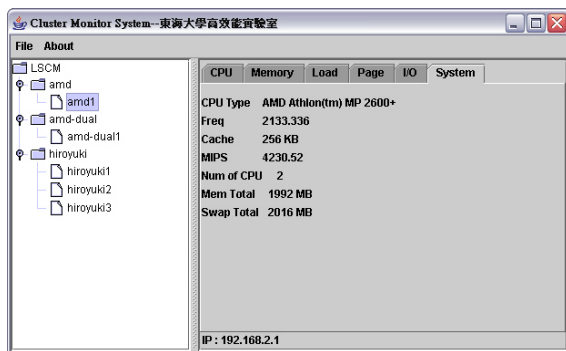 Cluster Monitor System--東海大學高效能實驗室
File About
LSCM
amd
amd1
amd-dual
amd-dual1
hiroyuki
hiroyuki1
hiroyuki2
hiroyuki3
CPU Memory Load Page I/O System
CPU Type AMD Athlon(tm) MP 2600+
Freq 2133.336
Cache 256 KB
MIPS 4230.52
Num of CPU 2
Mem Total 1992 MB
Swap Total 2016 MB
IP : 192.168.2.1